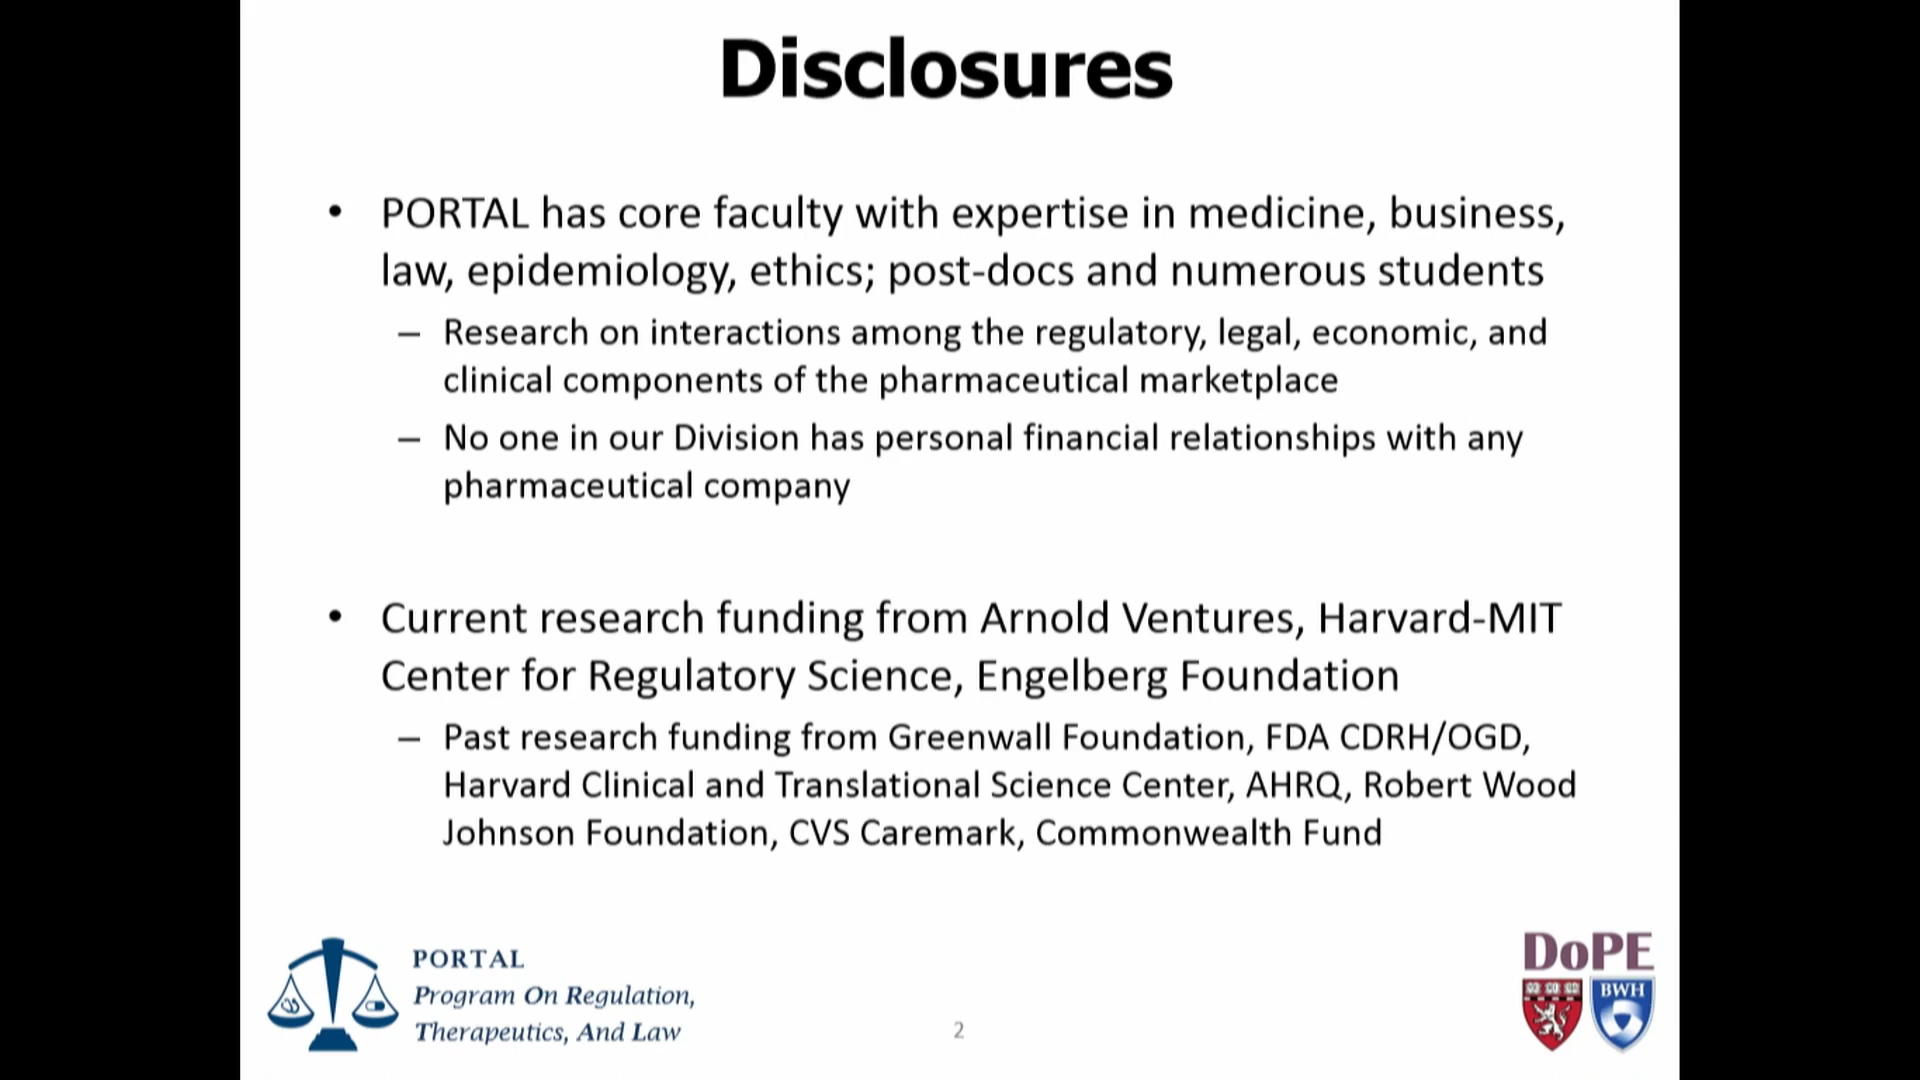 Disclosures
• PORTAL has core faculty with expertise in medicine, business,
law, epidemiology, ethics; post-docs and numerous students
– Research on interactions among the regulatory, legal, economic, and
clinical components of the pharmaceutical marketplace
– No one in our Division has personal financial relationships with any
pharmaceutical company
• Current research funding from Arnold Ventures, Harvard-MIT
Center for Regulatory Science, Engelberg Foundation
– Past research funding from Greenwall Foundation, FDA CDRH/OGD,
Harvard Clinical and Translational Science Center, AHRQ, Robert Wood
Johnson Foundation, CVS Caremark, Commonwealth Fund
PORTAL
Program On Regulation,
Therapeutics, And Law
2
DoPE
BWH